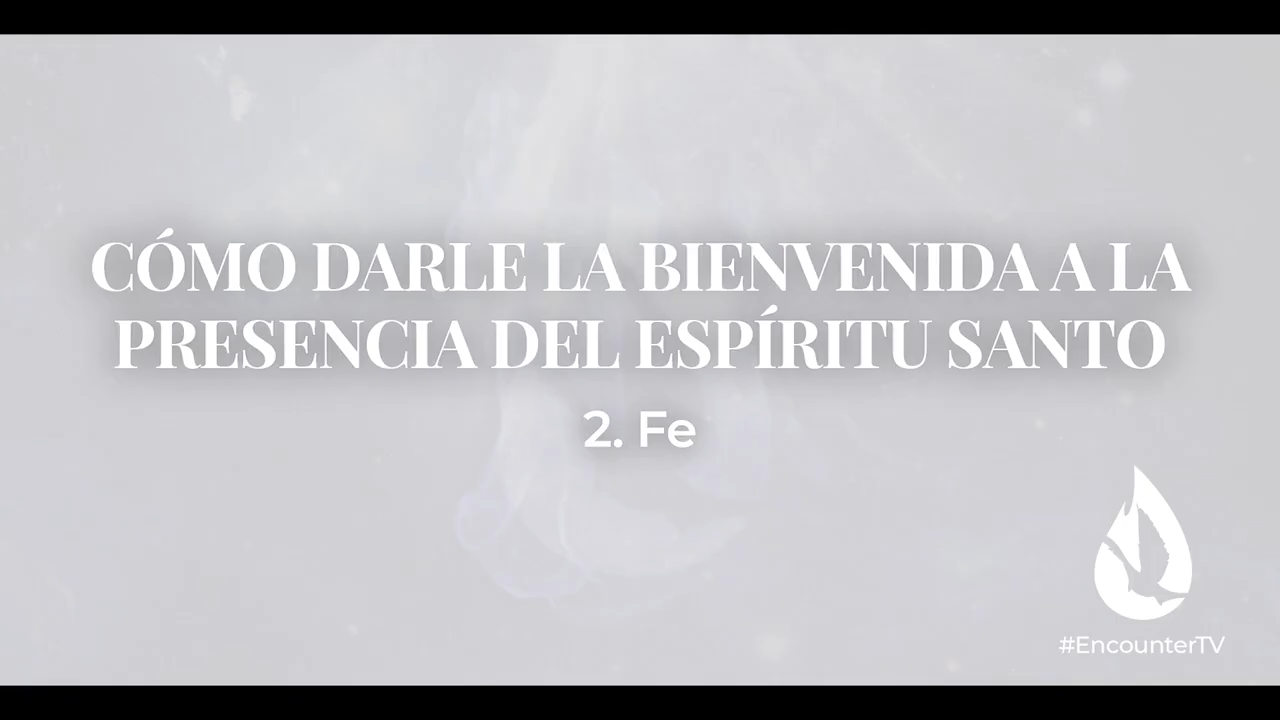 CÓMO DARLE LA BIENVENIDA A LA
PRESENCIA DEL ESPÍRITU SANTO
2. Fe
#EncounterTV